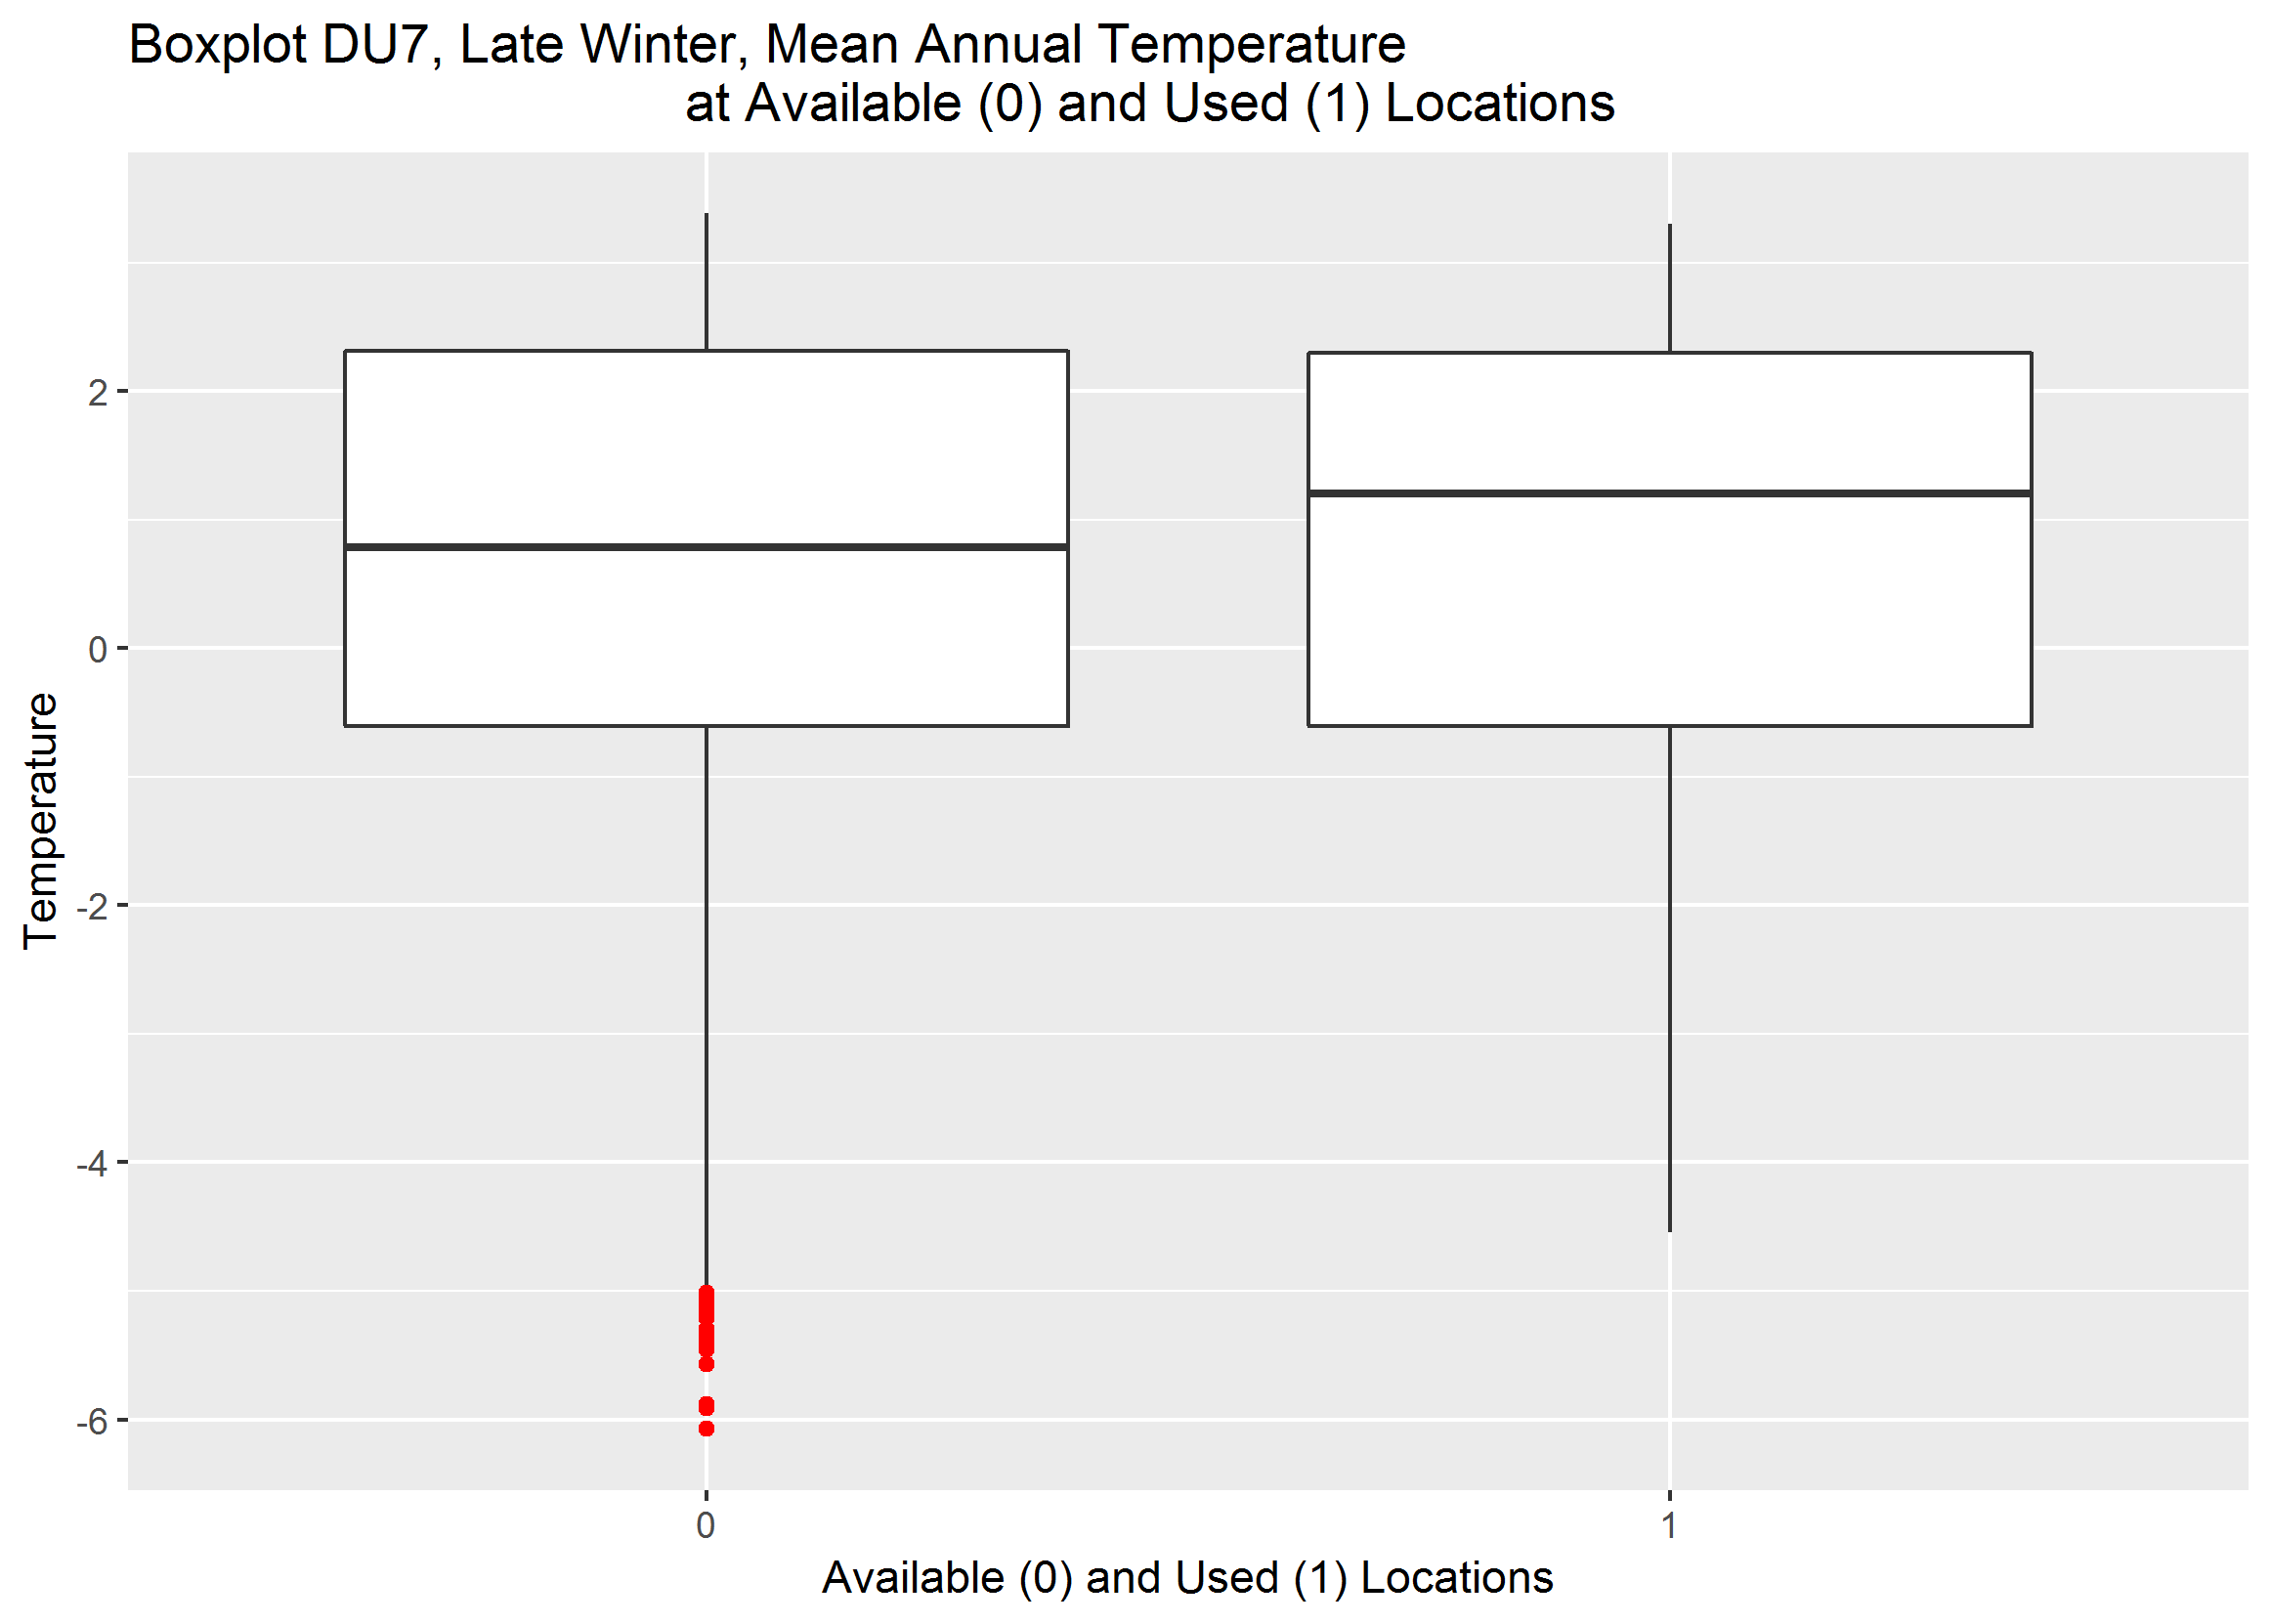 Boxplot DU7, Late Winter, Mean Annual Temperature
at Available (0) and Used (1) Locations
Temperature
2
0
-2
-4
-6
0
1
Available (0) and Used (1) Locations